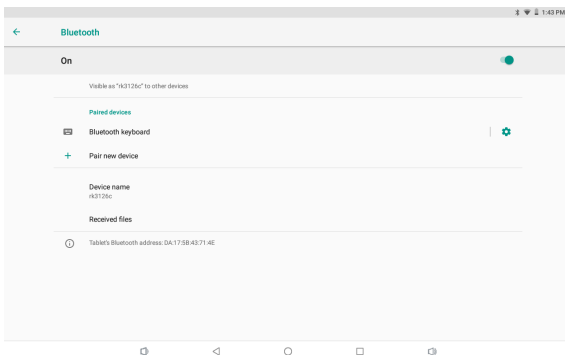 1:43 PM
Bluetooth
On
Visible as "rk3126c" to other devices
Paired devices
Bluetooth keyboard
Pair new device
Device name
rk3126c
Received files
Tablet's Bluetooth address: DA:17:5B:43:71:4E